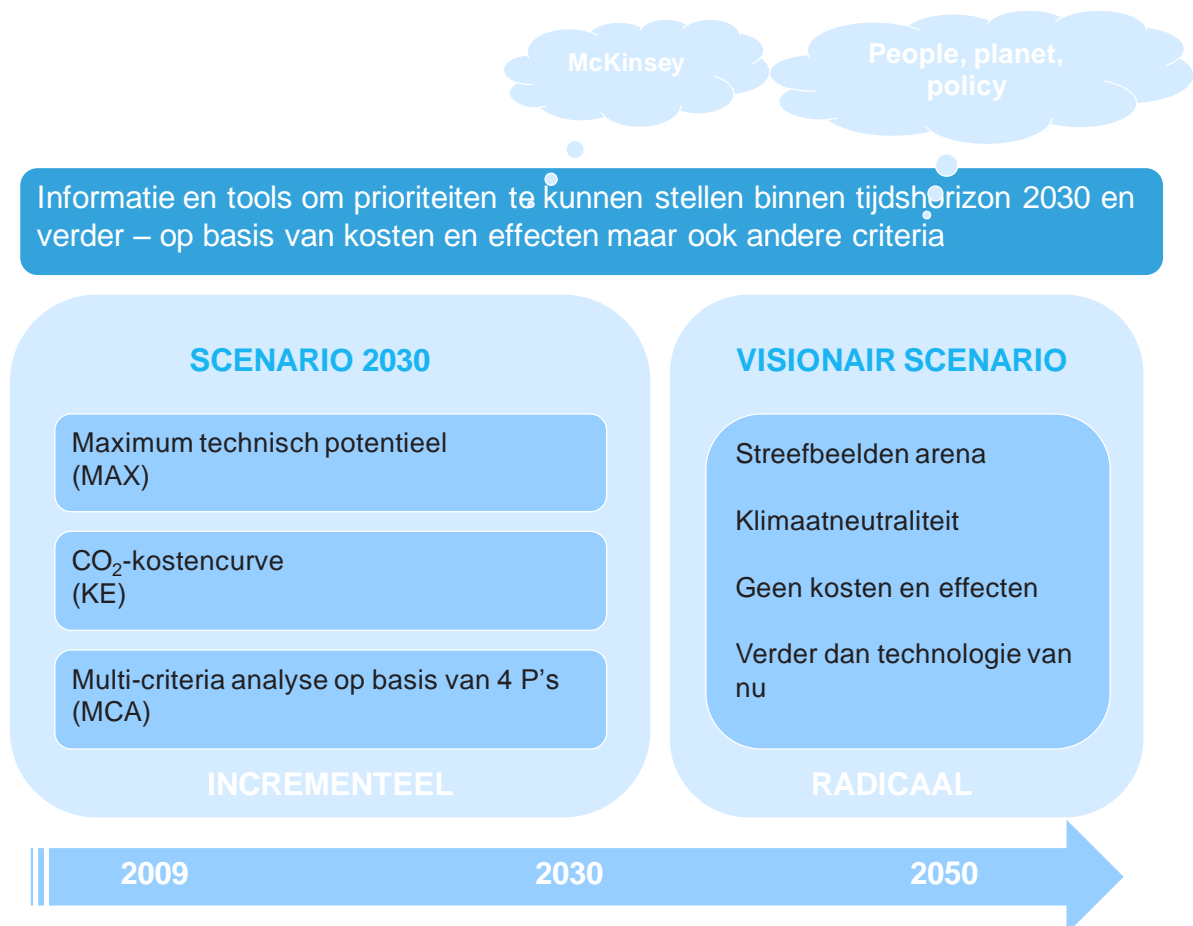 McKinsey
People, planet,
policy
Informatie en tools om prioriteiten te kunnen stellen binnen tijdshorizon 2030 en
verder – op basis van kosten en effecten maar ook andere criteria
SCENARIO 2030
Maximum technisch potentieel
(MAX)
CO₂-kostencurve
(KE)
Multi-criteria analyse op basis van 4 P's
(MCA)
INCREMENTEEL
VISIONAIR SCENARIO
Streefbeelden arena
Klimaatneutraliteit
Geen kosten en effecten
Verder dan technologie van
nu
RADICAAL
2009
2030
2050